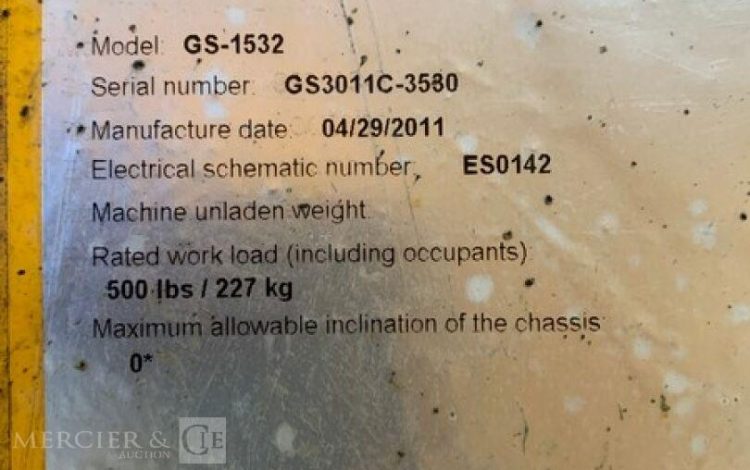 Model: GS-1532
Serial number: GS3011C-3580
Manufacture date: 04/29/2011
Electrical schematic number: ES0142
Machine unladen weight
Rated work load (including occupants):
500 lbs / 227 kg
Maximum allowable inclination of the chassis
0*
MERCIER & CIE
AUCTION